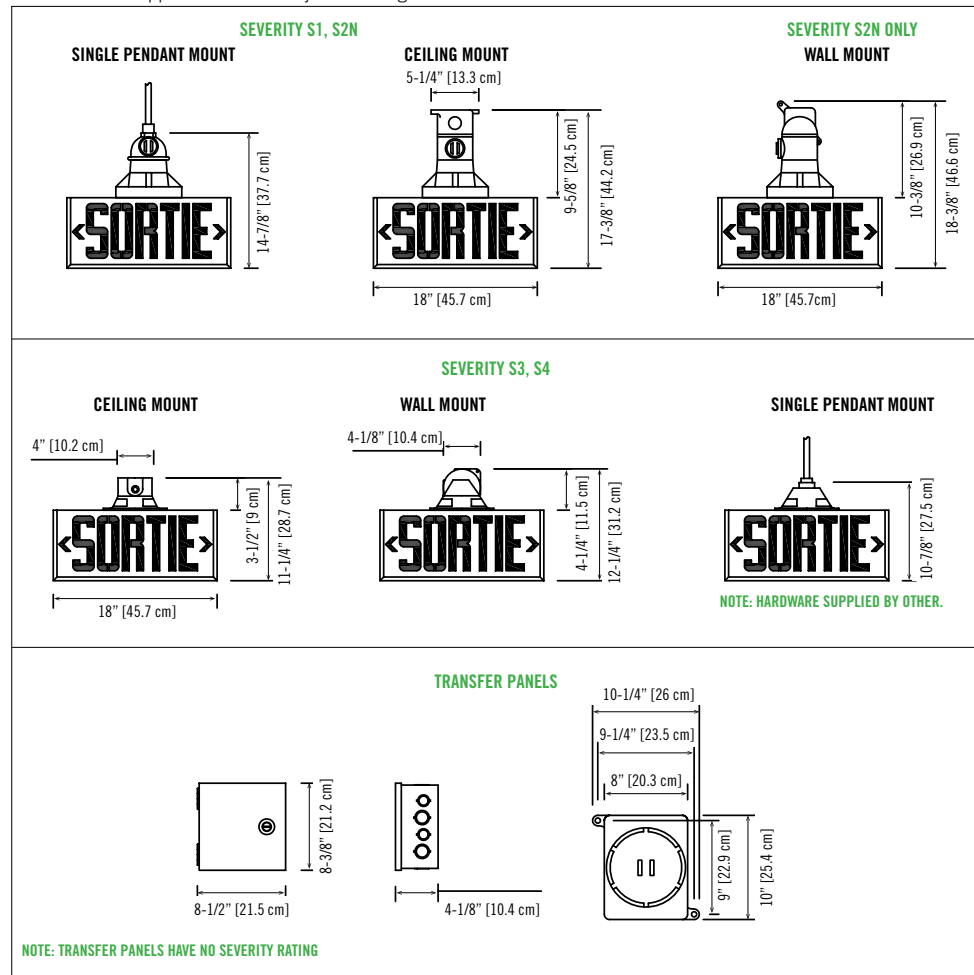 SEVERITY S1, S2N
SINGLE PENDANT MOUNT
14-7/8” [37.7 cm]
SORTIE
CEILING MOUNT
5-1/4” [13.3 cm]
9-5/8” [24.5 cm]
17-3/8” [44.2 cm]
SORTIE
18” [45.7 cm]
SEVERITY S2N ONLY
WALL MOUNT
10-3/8” [26.9 cm]
18-3/8” [46.6 cm]
SORTIE
18” [45.7cm]
SEVERITY S3, S4
CEILING MOUNT
4” [10.2 cm]
3-1/2” [9 cm]
11-1/4” [28.7 cm]
SORTIE
18” [45.7 cm]
WALL MOUNT
4-1/8” [10.4 cm]
4-1/4” [11.5 cm]
12-1/4” [31.2 cm]
SORTIE
SINGLE PENDANT MOUNT
10-7/8” [27.5 cm]
SORTIE
NOTE: HARDWARE SUPPLIED BY OTHER.
TRANSFER PANELS
8-3/8” [21.2 cm]
8-1/2” [21.5 cm]
4-1/8” [10.4 cm]
10-1/4” [26 cm]
9-1/4” [23.5 cm]
8” [20.3 cm]
9” [22.9 cm]
10” [25.4 cm]
NOTE: TRANSFER PANELS HAVE NO SEVERITY RATING